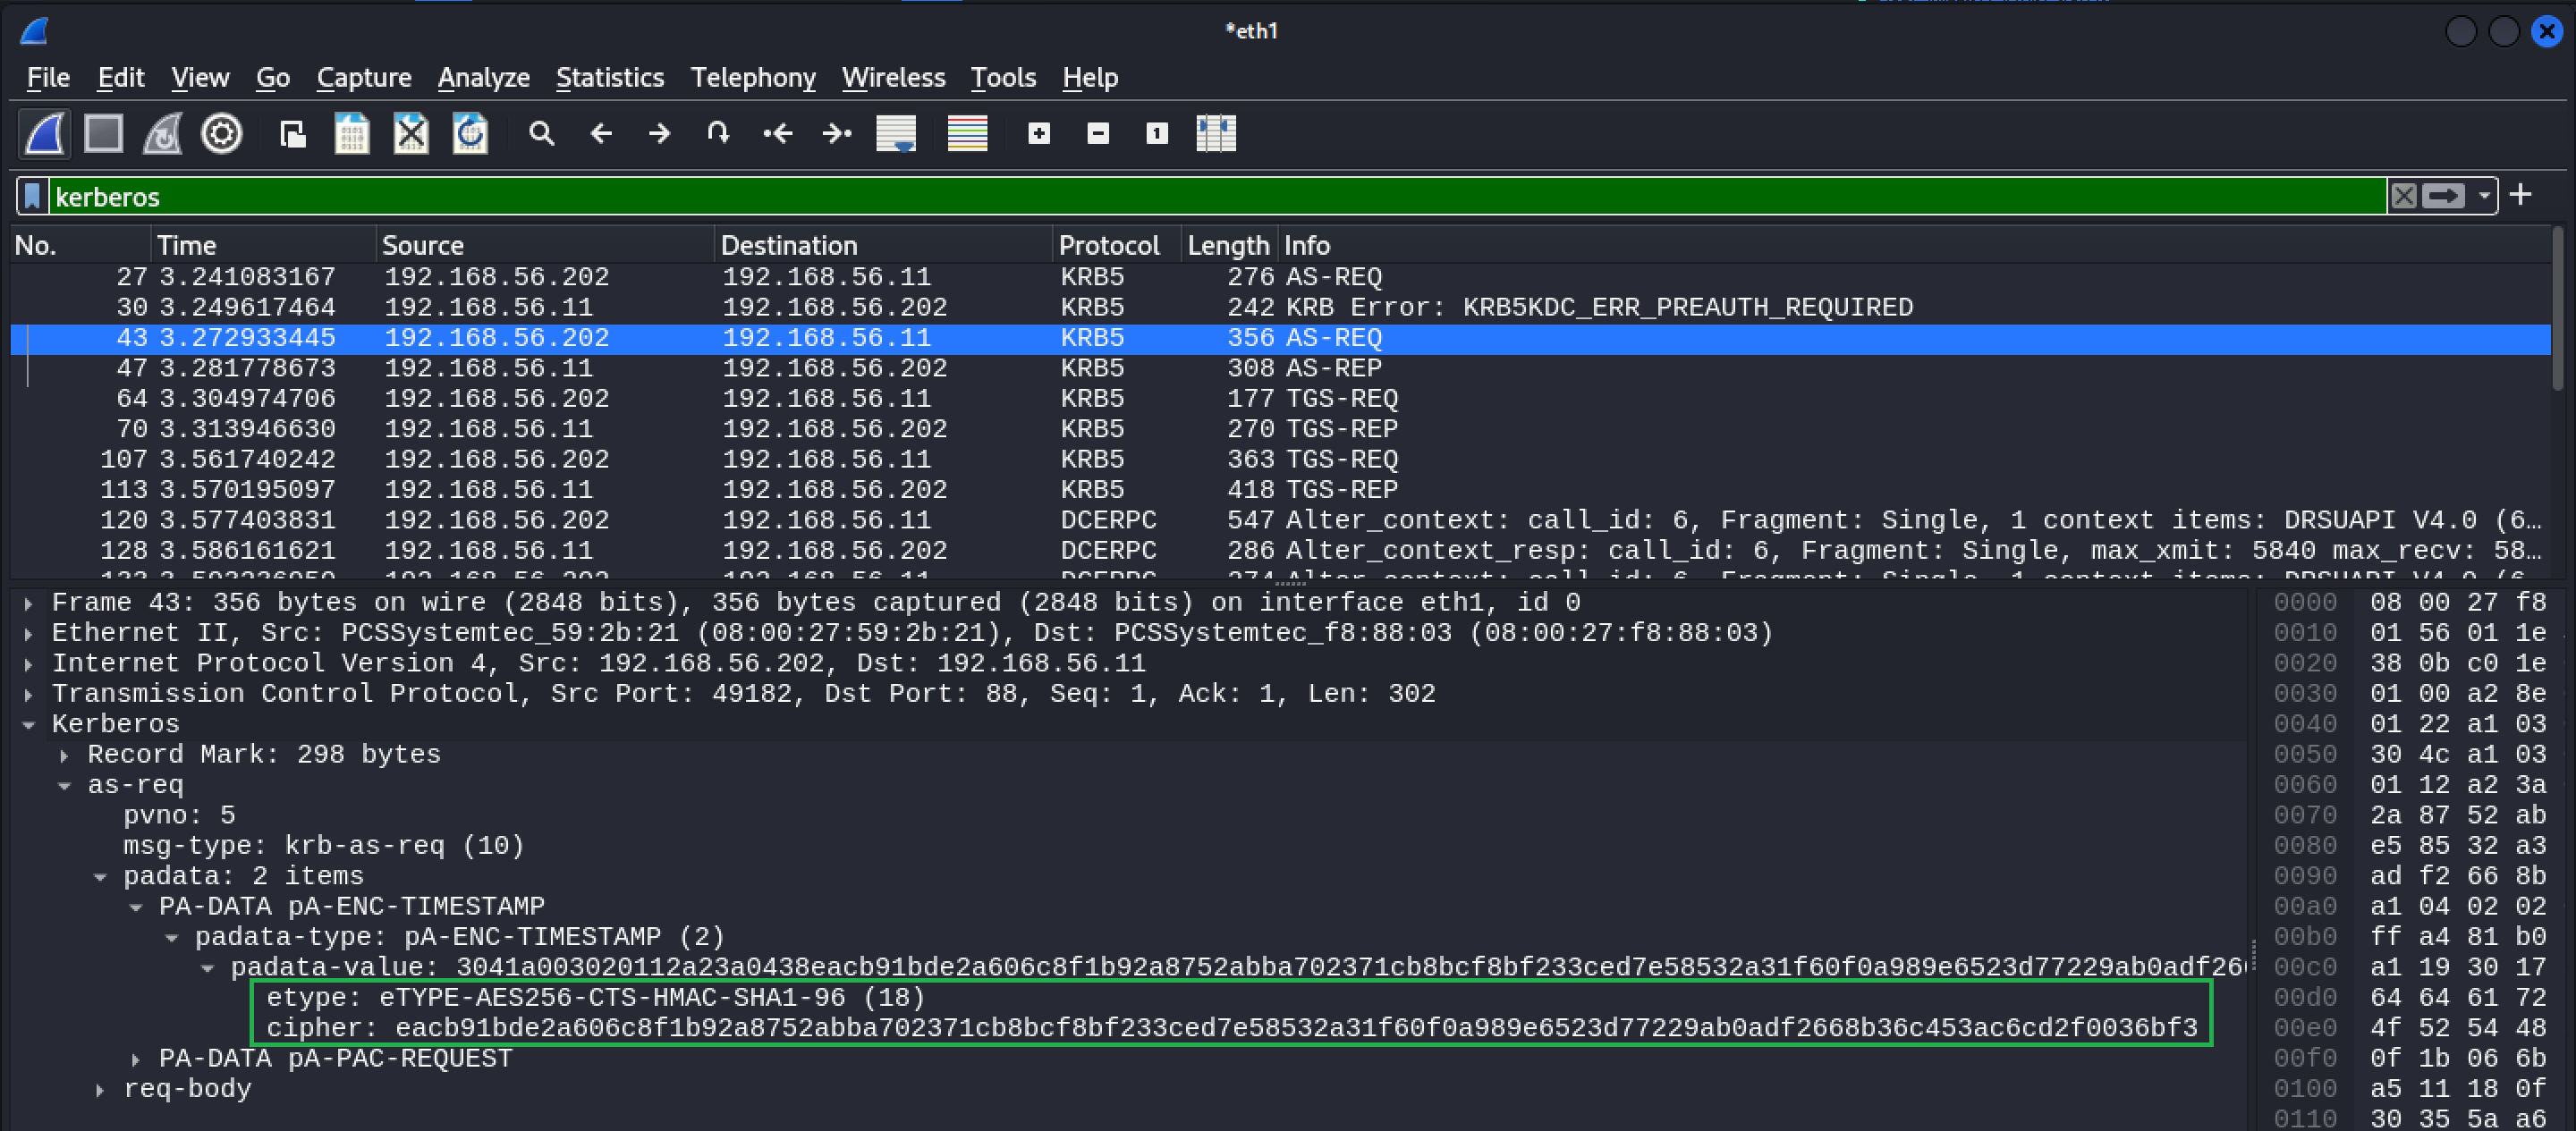 *eth1
File Edit View Go Capture Analyze Statistics Telephony Wireless Tools Help
kerberos
No. Time Source Destination Protocol Length Info
27 3.241083167 192.168.56.202 192.168.56.11 KRB5 276 AS-REQ
30 3.249617464 192.168.56.11 192.168.56.202 KRB5 242 KRB Error: KRB5KDC_ERR_PREAUTH_REQUIRED
43 3.272933445 192.168.56.202 192.168.56.11 KRB5 356 AS-REQ
47 3.281778673 192.168.56.11 192.168.56.202 KRB5 308 AS-REP
64 3.304974706 192.168.56.202 192.168.56.11 KRB5 177 TGS-REQ
70 3.313946630 192.168.56.11 192.168.56.202 KRB5 270 TGS-REP
107 3.561740242 192.168.56.202 192.168.56.11 KRB5 363 TGS-REQ
113 3.570195097 192.168.56.11 192.168.56.202 KRB5 418 TGS-REP
120 3.577403831 192.168.56.202 192.168.56.11 DCERPC 547 Alter_context: call_id: 6, Fragment: Single, 1 context items: DRSUAPI V4.0 (6…
128 3.586161621 192.168.56.11 192.168.56.202 DCERPC 286 Alter_context_resp: call_id: 6, Fragment: Single, max_xmit: 5840 max_recv: 58…
Frame 43: 356 bytes on wire (2848 bits), 356 bytes captured (2848 bits) on interface eth1, id 0
Ethernet II, Src: PCSSystemtec_59:2b:21 (08:00:27:59:2b:21), Dst: PCSSystemtec_f8:88:03 (08:00:27:f8:88:03)
Internet Protocol Version 4, Src: 192.168.56.202, Dst: 192.168.56.11
Transmission Control Protocol, Src Port: 49182, Dst Port: 88, Seq: 1, Ack: 1, Len: 302
Kerberos
Record Mark: 298 bytes
as-req
pvno: 5
msg-type: krb-as-req (10)
padata: 2 items
PA-DATA pA-ENC-TIMESTAMP
padata-type: pA-ENC-TIMESTAMP (2)
padata-value: 3041a003020112a23a0438eacb91bde2a606c8f1b92a8752abba702371cb8bcf8bf233ced7e58532a31f60f0a989e6523d77229ab0adf26
etype: eTYPE-AES256-CTS-HMAC-SHA1-96 (18)
cipher: eacb91bde2a606c8f1b92a8752abba702371cb8bcf8bf233ced7e58532a31f60f0a989e6523d77229ab0adf2668b36c453ac6cd2f0036bf3
PA-DATA pA-PAC-REQUEST
req-body
0000 08 00 27 f8
0010 01 56 01 1e
0020 38 0b c0 1e
0030 01 00 a2 8e
0040 01 22 a1 03
0050 30 4c a1 03
0060 01 12 a2 3a
0070 2a 87 52 ab
0080 e5 85 32 a3
0090 ad f2 66 8b
00a0 a1 04 02 02
00b0 ff a4 81 b0
00c0 a1 19 30 17
00d0 64 64 61 72
00e0 4f 52 54 48
00f0 0f 1b 06 6b
0100 a5 11 18 0f
0110 30 35 5a a6